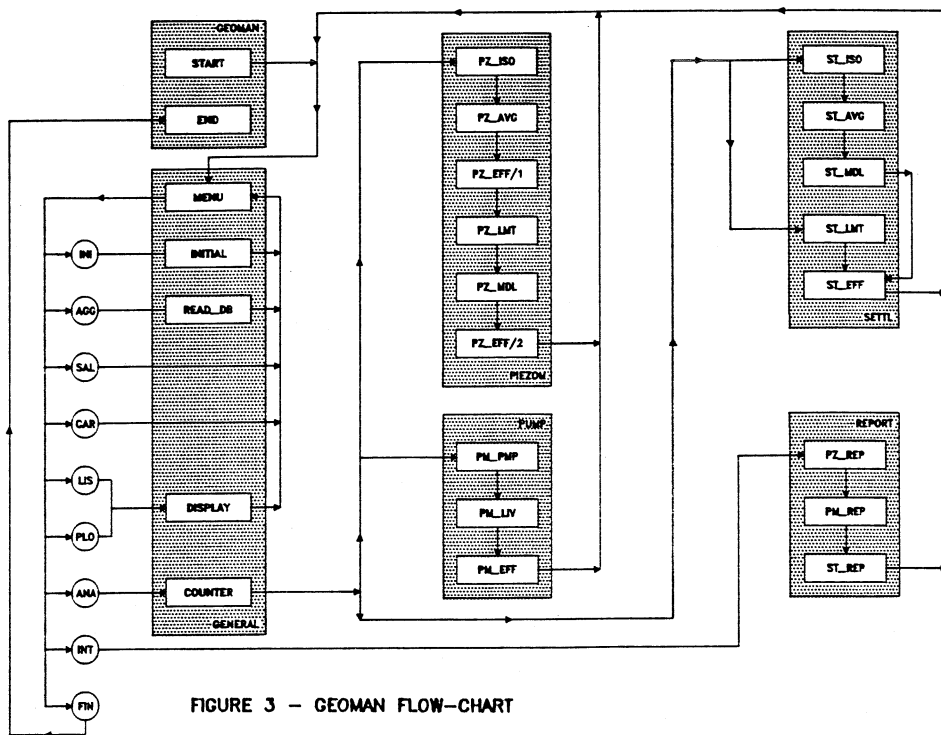 GEOMAN
START
END
MENU
INITIAL
READ_DB
DISPLAY
COUNTER
GENERAL
INI
AGG
SAL
CAR
LIS
PLO
ANA
INT
FIN
PZ_ISO
PZ_AVG
PZ_EFF/1
PZ_LMT
PZ_MDL
PZ_EFF/2
PIEZOM
PUMP
PM_PMP
PM_LIV
PM_EFF
ST_ISO
ST_AVG
ST_MDL
ST_LMT
ST_EFF
SETTL
REPORT
PZ_REP
PM_REP
ST_REP
FIGURE 3 - GEOMAN FLOW-CHART